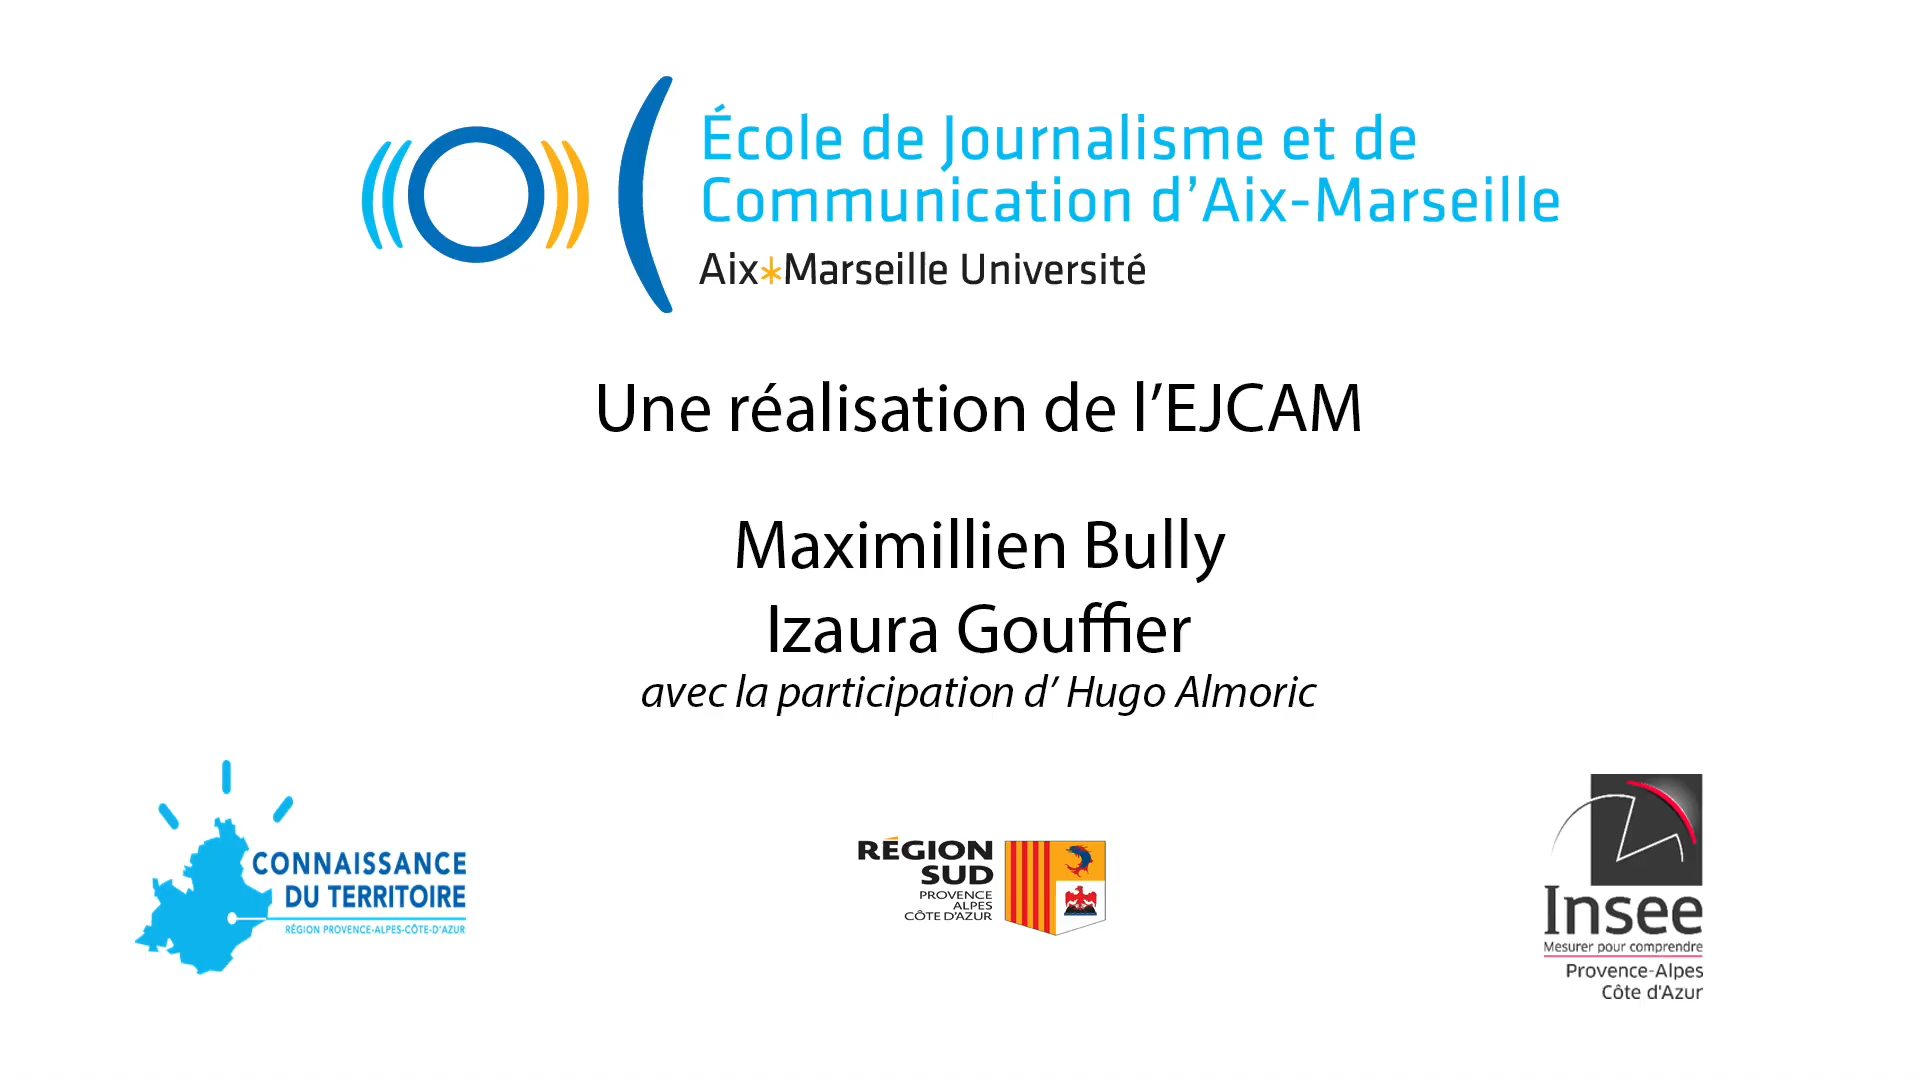 École de Journalisme et de
Communication d'Aix-Marseille
Aix*Marseille Université
Une réalisation de l'EJCAM
Maximillien Bully
Izaura Gouffier
avec la participation d' Hugo Almoric
CONNAISSANCE
DU TERRITOIRE
RÉGION PROVENCE-ALPES-CÔTE-D'AZUR
RÉGION
SUD
PROVENCE
ALPES
CÔTE D'AZUR
Insee
Mesurer pour comprendre
Provence-Alpes
Côte d'Azur